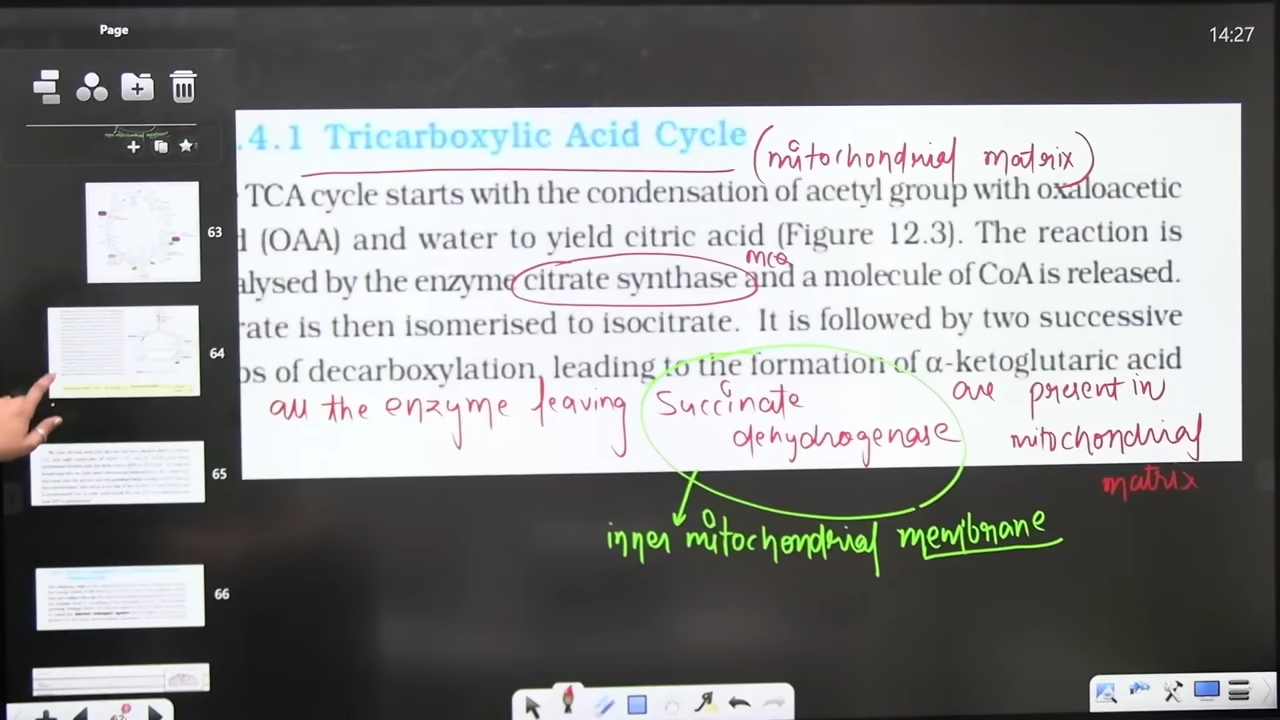 Page
14:27
.4.1 Tricarboxylic Acid Cycle (mitochondrial matrix)
TCA cycle starts with the condensation of acetyl group with oxaloacetic
d (OAA) and water to yield citric acid (Figure 12.3). The reaction is
MCQ
alysed by the enzyme citrate synthase and a molecule of CoA is released.
rate is then isomerised to isocitrate. It is followed by two successive
ps of decarboxylation, leading to the formation of α-ketoglutaric acid
all the enzyme leaving Succinate are present in
dehydrogenase mitochondrial
matrix
inner mitochondrial membrane
63
64
65
66